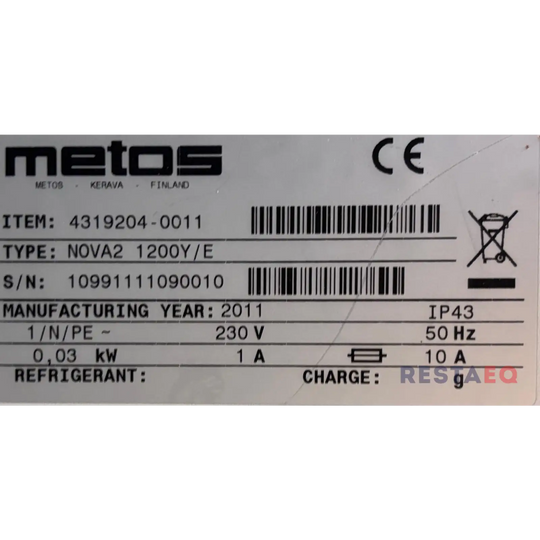 metos
CE
METOS - KERAVA - FINLAND
ITEM: 4319204-0011
TYPE: NOVA2 1200Y/E
S/N: 10991111090010
MANUFACTURING YEAR: 2011 IP43
1/N/PE ~ 230 V 50 Hz
0,03 kW 1 A 10 A
REFRIGERANT: CHARGE: g
RESTAEQ